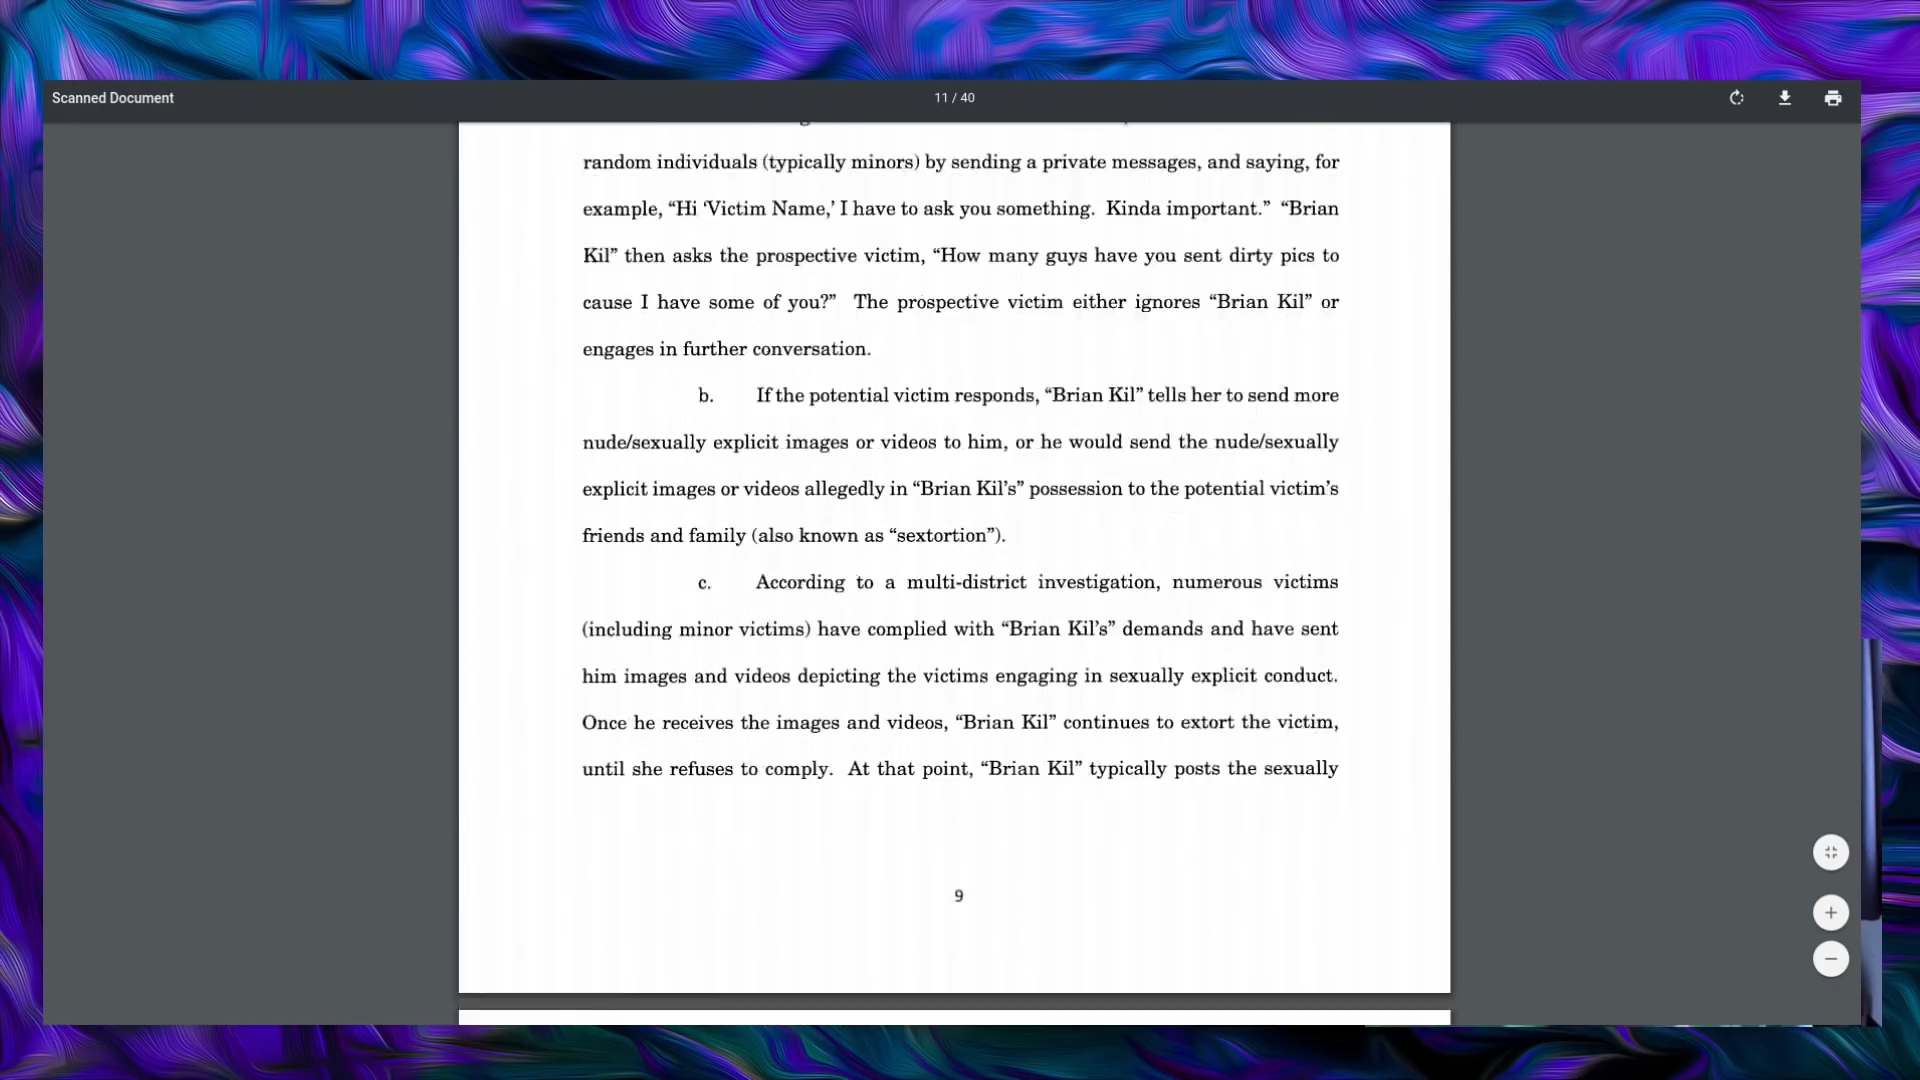 Scanned Document
11 / 40
random individuals (typically minors) by sending a private messages, and saying, for
example, “Hi ‘Victim Name,’ I have to ask you something. Kinda important.” “Brian
Kil” then asks the prospective victim, “How many guys have you sent dirty pics to
cause I have some of you?” The prospective victim either ignores “Brian Kil” or
engages in further conversation.
b. If the potential victim responds, “Brian Kil” tells her to send more
nude/sexually explicit images or videos to him, or he would send the nude/sexually
explicit images or videos allegedly in “Brian Kil’s” possession to the potential victim’s
friends and family (also known as “sextortion”).
c. According to a multi-district investigation, numerous victims
(including minor victims) have complied with “Brian Kil’s” demands and have sent
him images and videos depicting the victims engaging in sexually explicit conduct.
Once he receives the images and videos, “Brian Kil” continues to extort the victim,
until she refuses to comply. At that point, “Brian Kil” typically posts the sexually
9